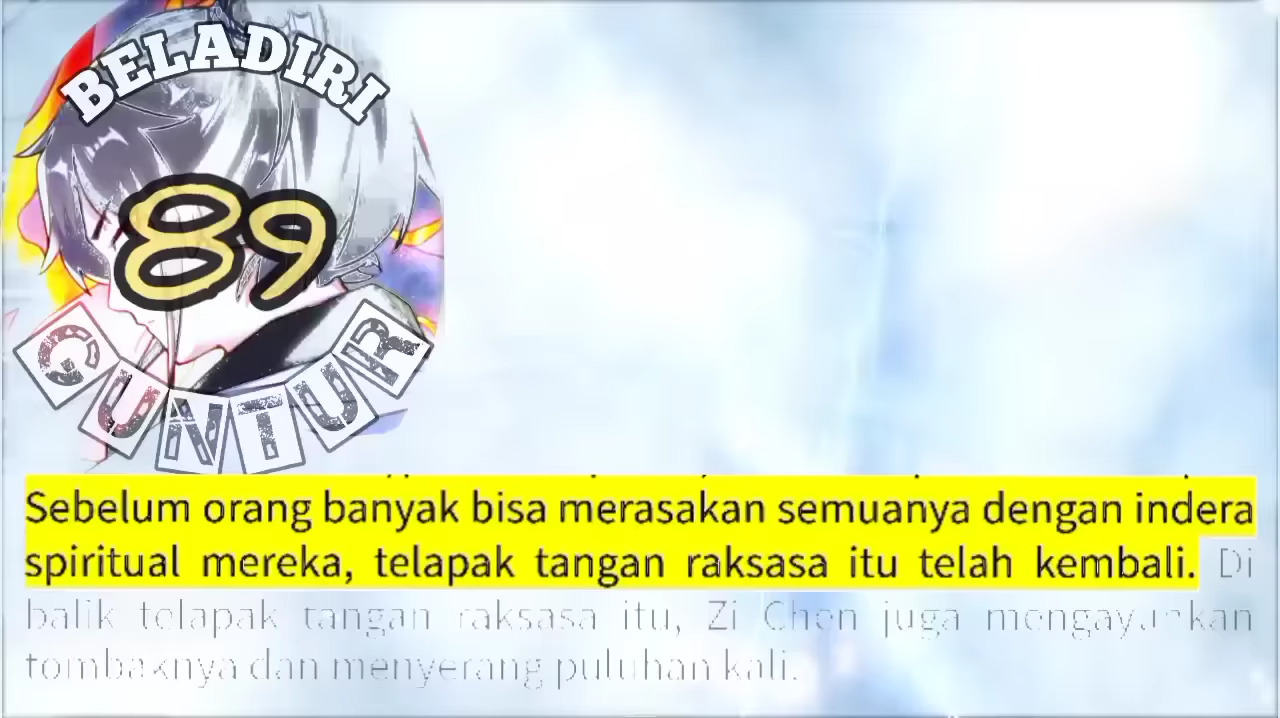 BELADIRI
89
GUNTUR
Sebelum orang banyak bisa merasakan semuanya dengan indera
spiritual mereka, telapak tangan raksasa itu telah kembali. Di
balik telapak tangan raksasa itu, Zi Chen juga mengayunkan
tombaknya dan menyerang puluhan kali.